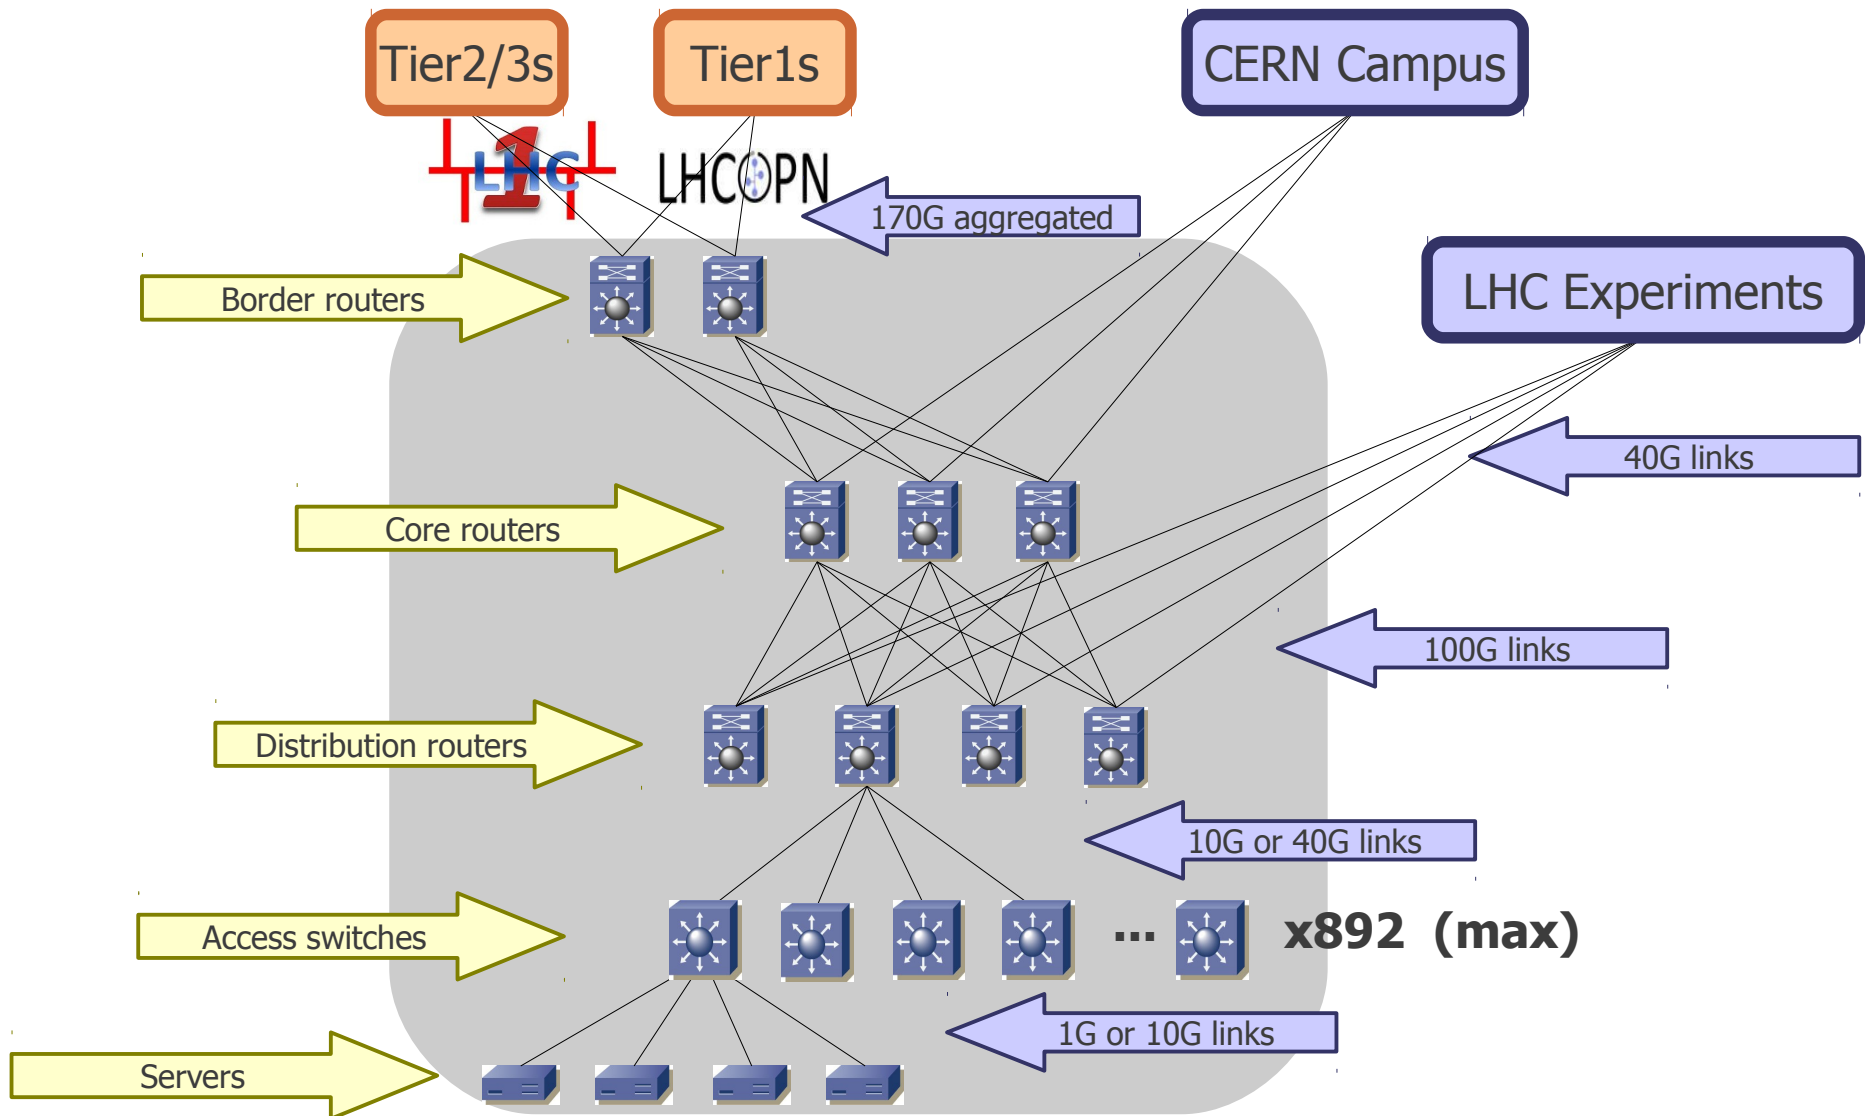 Tier2/3s
Tier1s
CERN Campus
LHC
1
LHCOPN
170G aggregated
Border routers
LHC Experiments
40G links
Core routers
100G links
Distribution routers
10G or 40G links
Access switches
... x892 (max)
1G or 10G links
Servers